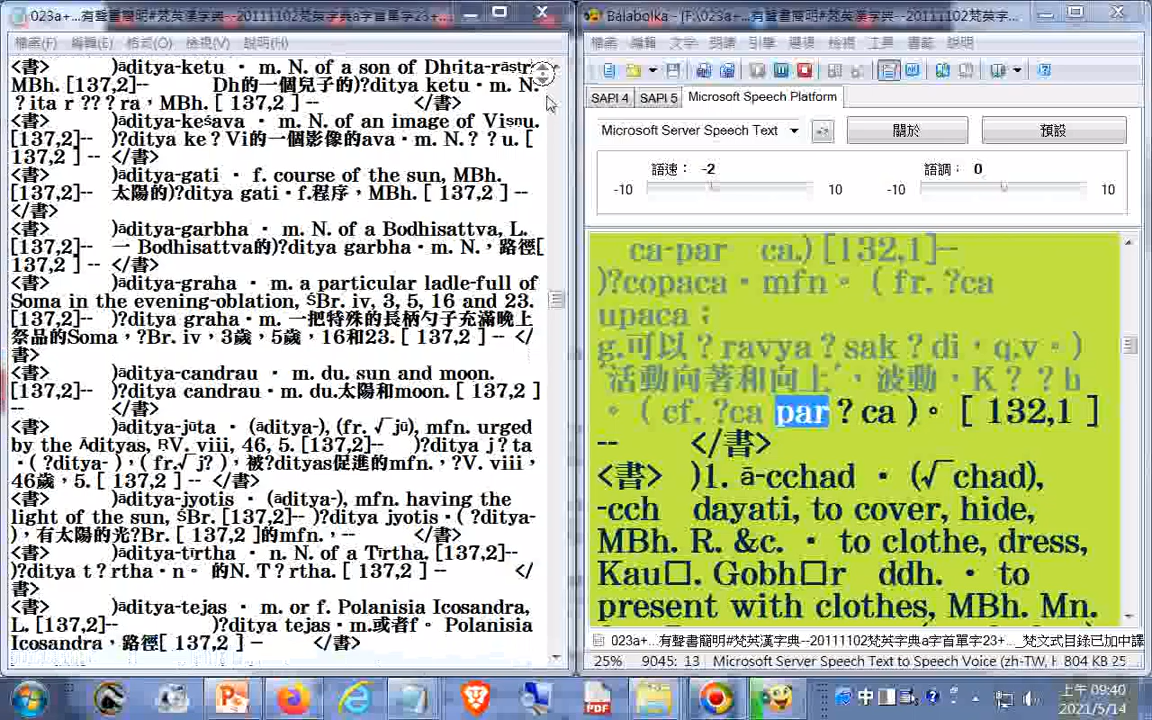 023a+...有聲書簡明#梵英漢字典--20111102梵英字典a字首單字23+...
檔案(F) 編輯(E) 格式(O) 檢視(V) 說明(H)
<書> )āditya-ketu · m. N. of a son of Dhṛita-rāṣṭr
MBh. [137,2]-- Dh的一個兒子的)?ditya ketu · m. N.
? ita r ??? ra，MBh. [ 137,2 ] -- </書>
<書> )āditya-keśava · m. N. of an image of Viṣṇu.
[137,2]-- )?ditya ke ? Vi的一個影像的ava · m. N. ? ? u. [
137,2 ] -- </書>
<書> )āditya-gati · f. course of the sun, MBh.
[137,2]-- 太陽的)?ditya gati · f.程序，MBh. [ 137,2 ] --
</書>
<書> )āditya-garbha · m. N. of a Bodhisattva, L.
[137,2]-- 一 Bodhisattva的)?ditya garbha · m. N.，路徑[
137,2 ] -- </書>
<書> )āditya-graha · m. a particular ladle-full of
Soma in the evening-oblation, ŚBr. iv, 3, 5, 16 and 23.
[137,2]-- )?ditya graha · m. 一把特殊的長柄勺子充滿晚上
祭品的Soma，?Br. iv，3歲，5歲，16和23. [ 137,2 ] -- </
書>
<書> )āditya-candrau · m. du. sun and moon.
[137,2]-- )?ditya candrau · m. du.太陽和moon. [ 137,2 ]
-- </書>
<書> )āditya-jūta · (āditya-), (fr. √ jū), mfn. urged
by the Ādityas, ṚV. viii, 46, 5. [137,2]-- )?ditya j ? ta
· ( ?ditya- )，( fr.√ j? )，被?dityas促進的mfn.，?V. viii，
46歲，5. [ 137,2 ] -- </書>
<書> )āditya-jyotis · (āditya-), mfn. having the
light of the sun, ŚBr. [137,2]-- )?ditya jyotis · ( ?ditya-
)，有太陽的光?Br. [ 137,2 ]的mfn.，-- </書>
<書> )āditya-tīrtha · n. N. of a Tīrtha. [137,2]--
)?ditya t ? rtha · n。 的N. T ? rtha. [ 137,2 ] -- </
書>
<書> )āditya-tejas · m. or f. Polanisia Icosandra,
L. [137,2]-- )?ditya tejas · m.或者f。 Polanisia
Icosandra，路徑[ 137,2 ] -- </書>
Balabolka - [F:\023a+...有聲書簡明#梵英漢字典--20111102梵英字...
檔案 編輯 文字 朗讀 引擎 選項 檢視 工具 書籤 說明
SAPI 4 SAPI 5 Microsoft Speech Platform
Microsoft Server Speech Text 關於 預設
語速： -2 語調： 0
-10 10 -10 10
ca-par ca.) [132,1]--
)?copaca · mfn。 ( fr. ?ca
upaca；
g.可以 ? ravya ? sak ? di，q.v。)
'活動向著和向上'，波動，K ? ? b
。( cf. ?ca par ? ca )。[ 132,1 ]
-- </書>
<書> )1. ā-cchad · (√ chad),
-cch dayati, to cover, hide,
MBh. R. &c. · to clothe, dress,
Kau□. Gobh□r ddh. · to
present with clothes, MBh. Mn.
023a+...有聲書簡明#梵英漢字典--20111102梵英字典a字首單字23+..._梵文式目錄已加中譯
25% 9045: 13 Microsoft Server Speech Text to Speech Voice (zh-TW, H 804 KB 25
中
上午 09:40
2021/5/14